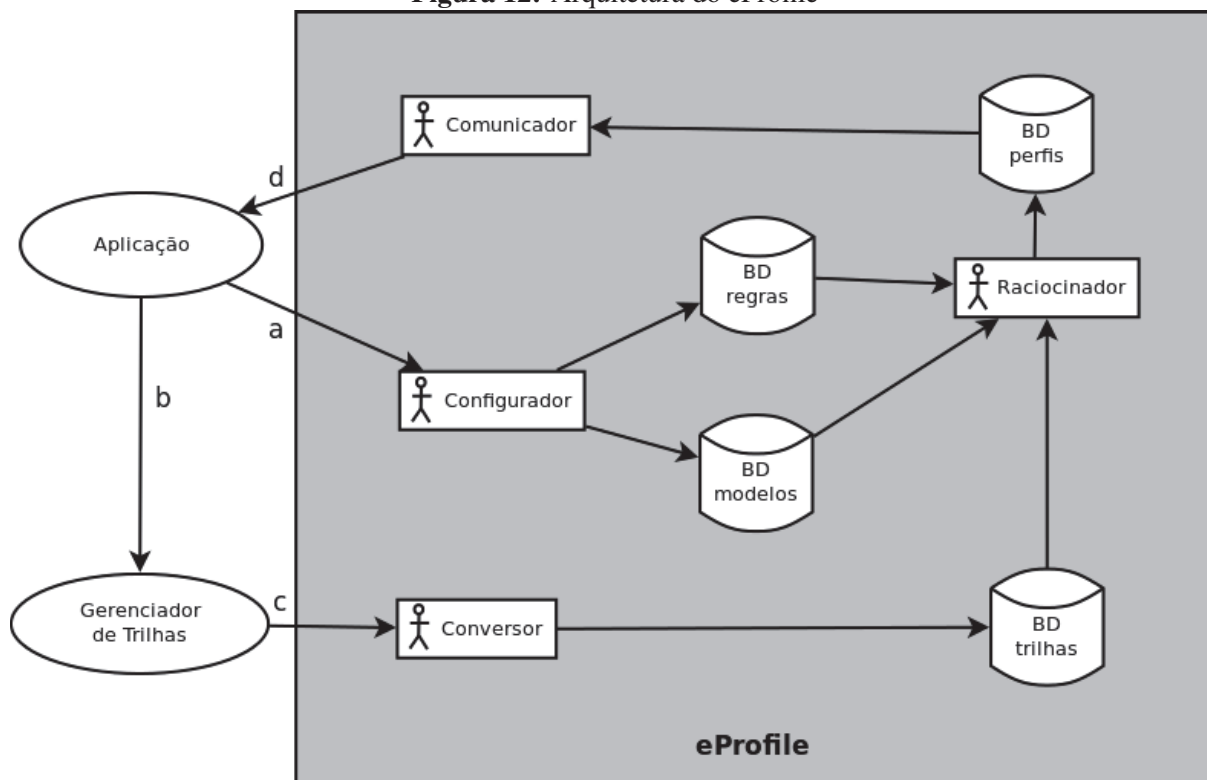 Figura 12: Arquitetura do eProfile
BD
perfis
Comunicador
d
Aplicação
BD
regras
Raciocinador
a
b
Configurador
BD
modelos
Gerenciador
de Trilhas
c
Conversor
BD
trilhas
eProfile